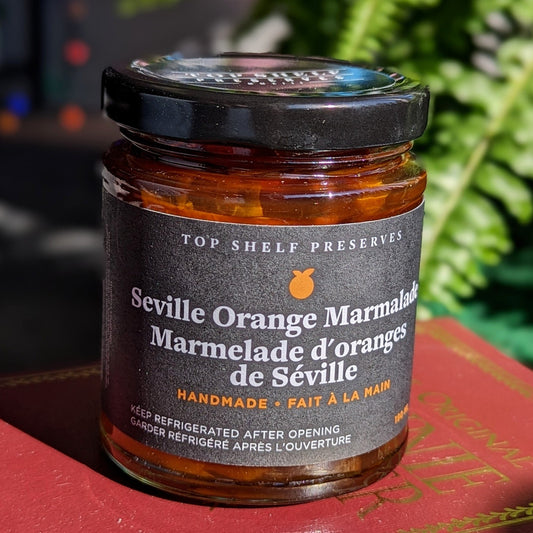 TOP SHELF PRESERVES
Seville Orange Marmalade
Marmelade d'oranges
de Séville
HANDMADE • FAIT À LA MAIN
KEEP REFRIGERATED AFTER OPENING
GARDER RÉFRIGÉRÉ APRÈS L'OUVERTURE
ORIGINAL